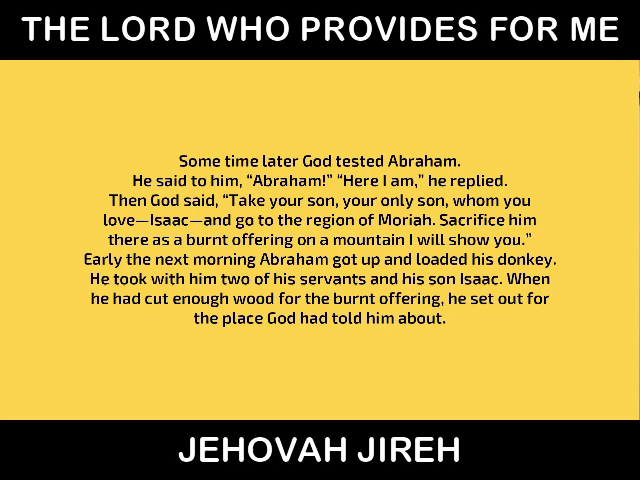 THE LORD WHO PROVIDES FOR ME
Some time later God tested Abraham.
He said to him, “Abraham!” “Here I am,” he replied.
Then God said, “Take your son, your only son, whom you
love—Isaac—and go to the region of Moriah. Sacrifice him
there as a burnt offering on a mountain I will show you.”
Early the next morning Abraham got up and loaded his donkey.
He took with him two of his servants and his son Isaac. When
he had cut enough wood for the burnt offering, he set out for
the place God had told him about.
JEHOVAH JIREH